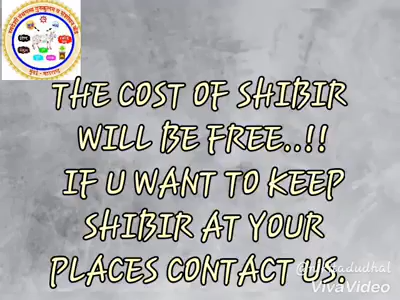 THE COST OF SHIBIR
WILL BE FREE..!!
IF U WANT TO KEEP
SHIBIR AT YOUR
PLACES CONTACT US.
VivaVideo